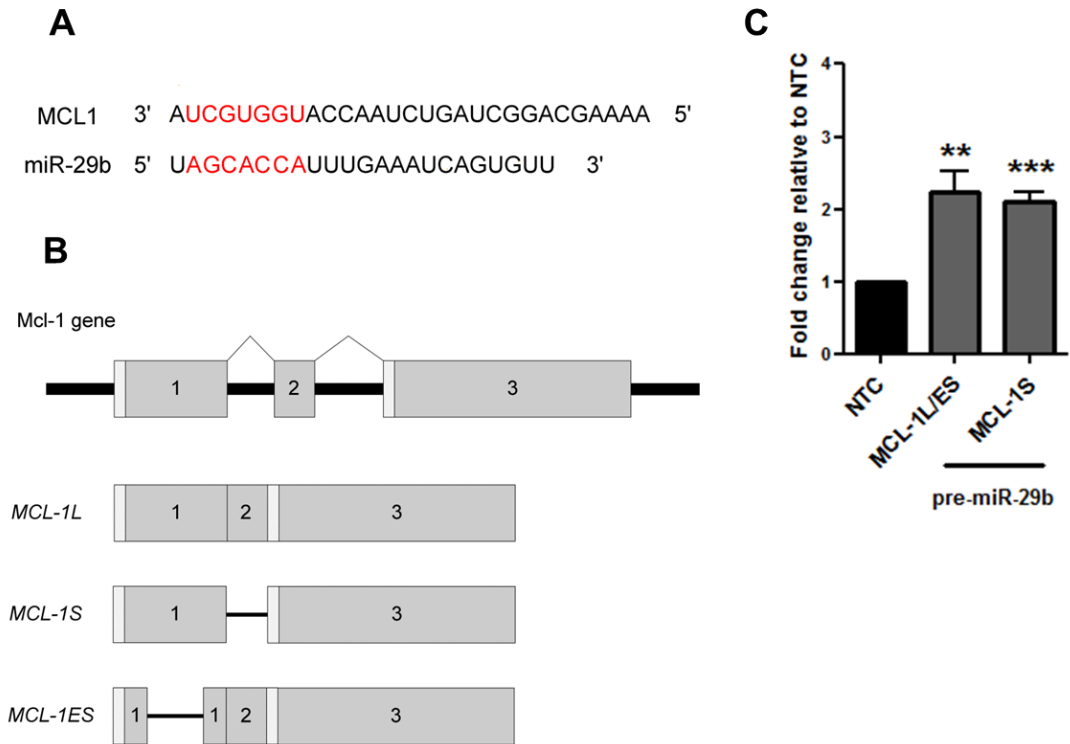 A
MCL1 3' AUCGUGGUACCAAUCUGAUCGGACGAAAA 5'
miR-29b 5' UAGCACCAUUUGAAAUCAGUGUU 3'
B
Mcl-1 gene
1 2 3
MCL-1L 1 2 3
MCL-1S 1 3
MCL-1ES 1 1 2 3
C
Fold change relative to NTC
4
3
2
1
0
** ***
NTC MCL-1L/ES MCL-1S
pre-miR-29b